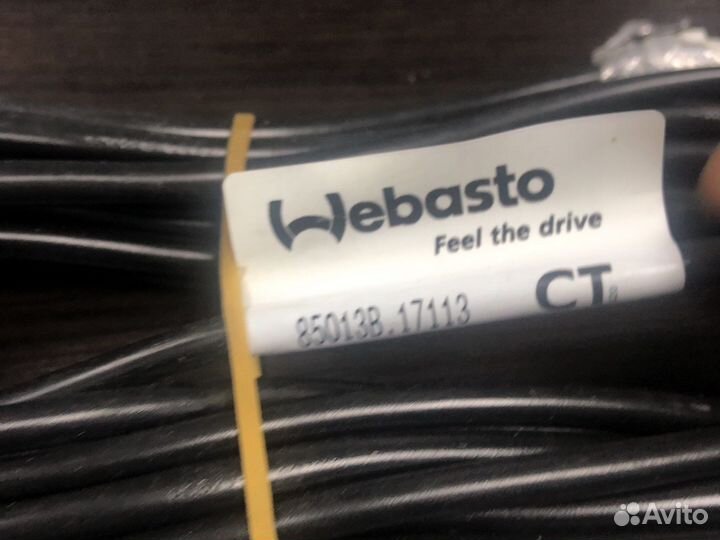 Webasto
Feel the drive
85013B.17113 CT
Avito